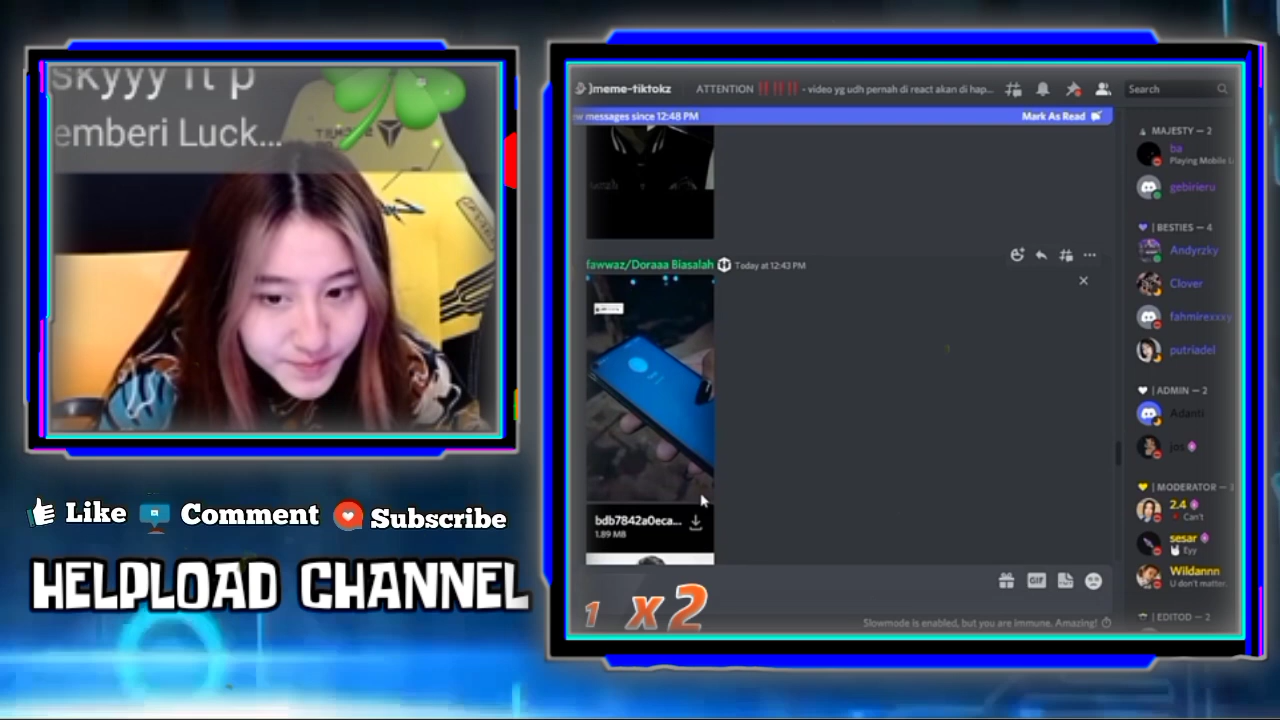 skyyy
emberi Luck...
Like Comment Subscribe
HELPLOAD CHANNEL
meme-tiktokz
ATTENTION ‼️‼️ - video yg udh pernah di react akan di hap...
Search
w messages since 12:48 PM
Mark As Read
fawwaz/Doraaa Biasalah Today at 12:43 PM
bdb7842a0eca...
1.89 MB
1 x2
GIF
Slowmode is enabled, but you are immune. Amazing!
MAJESTY — 2
ba
Playing Mobile L
gebirieru
| BESTIES — 4
Andyrzky
Clover
fahmirexxxy
putriadel
| ADMIN — 2
Adanti
jos
| MODERATOR —
2.4
Can't
sesar
Eyy
Wildannn
U don't matter...
| EDITOD — 2